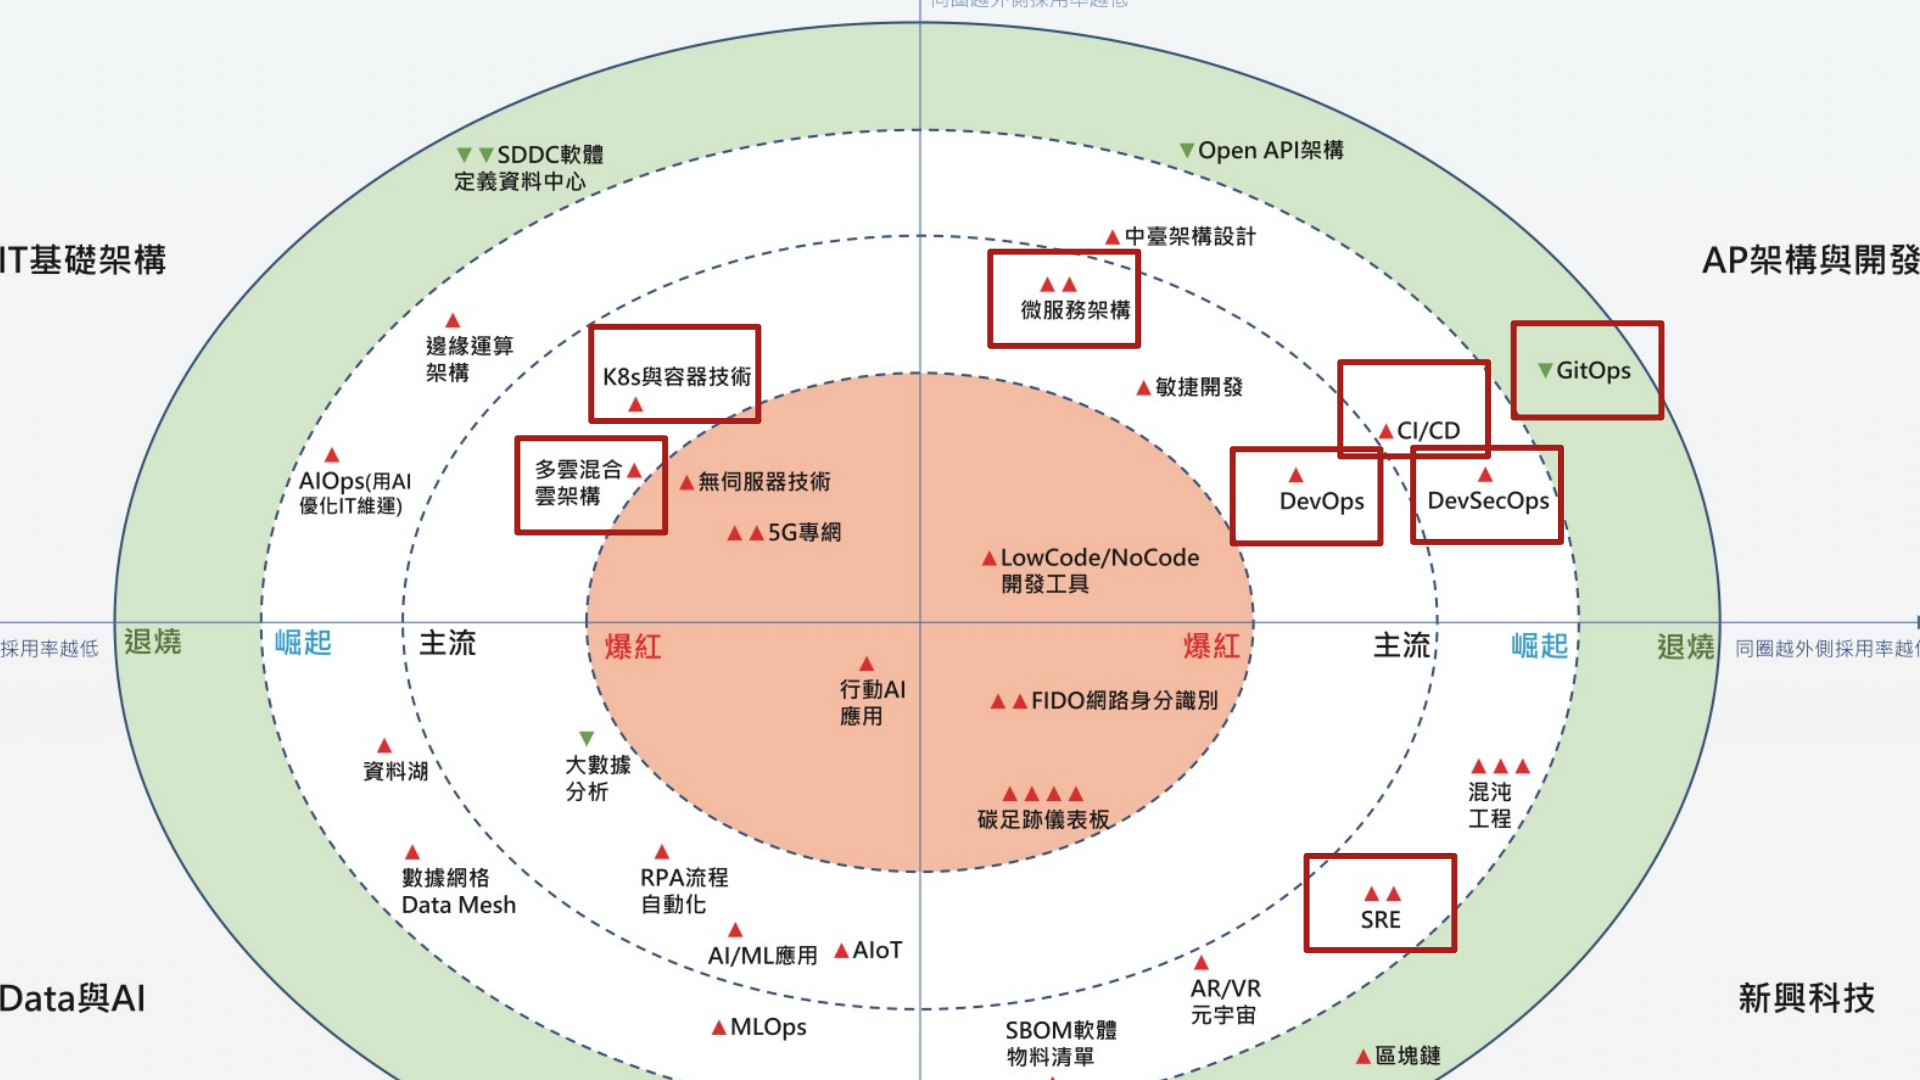 同圈越外側採用率越低
▼▼SDDC軟體
定義資料中心
▼Open API架構
▲中臺架構設計
IT基礎架構
AP架構與開發
▲▲
微服務架構
▲
邊緣運算
架構
K8s與容器技術
▲
▲敏捷開發
▼GitOps
▲CI/CD
▲
AIOps(用AI
優化IT維運)
多雲混合▲
雲架構
▲無伺服器技術
▲
DevOps
▲
DevSecOps
▲▲5G專網
▲LowCode/NoCode
開發工具
採用率越低
退燒
崛起
主流
爆紅
爆紅
主流
崛起
退燒
同圈越外側採用率越低
▲
行動AI
應用
▲▲FIDO網路身分識別
▲
資料湖
▼
大數據
分析
▲▲▲
混沌
工程
▲▲▲▲
碳足跡儀表板
▲
數據網格
Data Mesh
▲
RPA流程
自動化
▲▲
SRE
▲
AI/ML應用
▲AIoT
▲
AR/VR
元宇宙
Data與AI
新興科技
▲MLOps
SBOM軟體
物料清單
▲區塊鏈